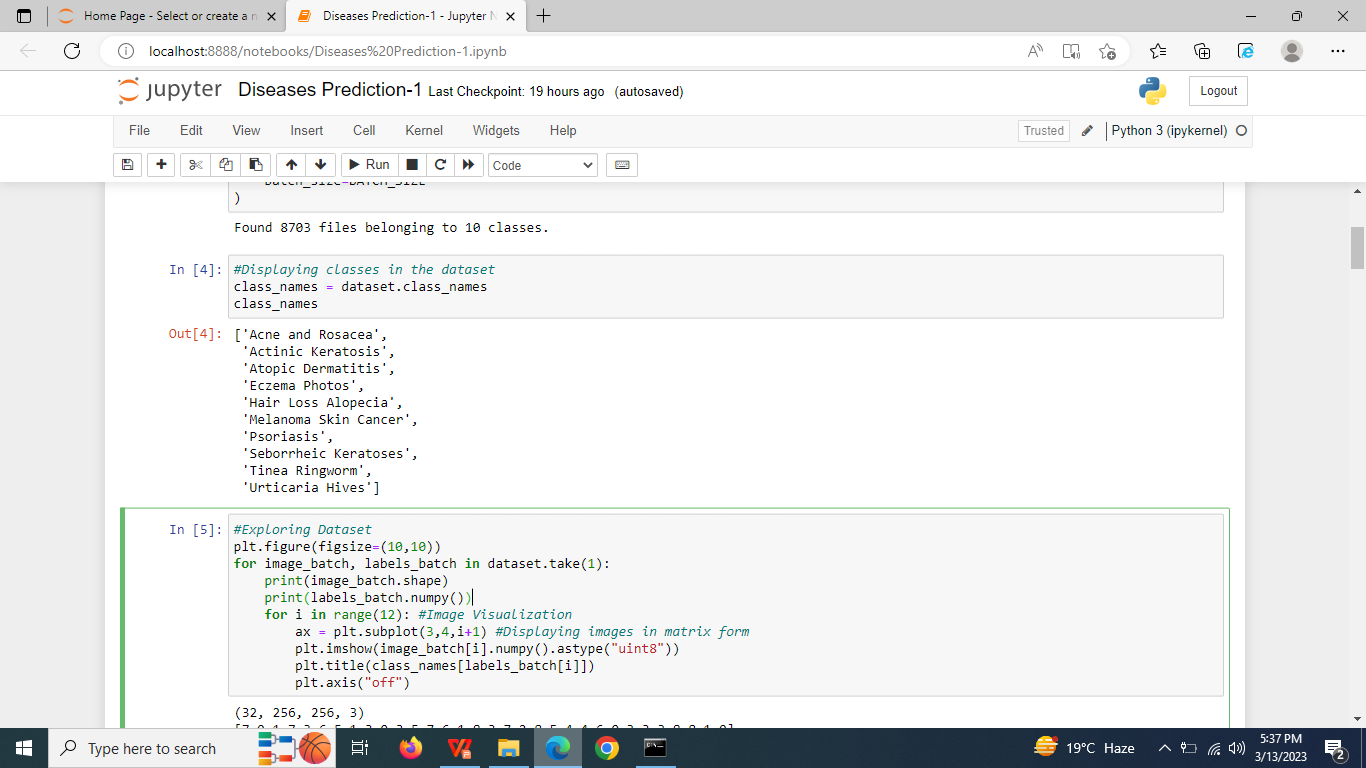 Home Page - Select or create a n
Diseases Prediction-1 - Jupyter N
localhost:8888/notebooks/Diseases%20Prediction-1.ipynb
jupyter Diseases Prediction-1 Last Checkpoint: 19 hours ago (autosaved)
Logout
File Edit View Insert Cell Kernel Widgets Help
Trusted
Python 3 (ipykernel)
Run
Code
batch_size=BATCH_SIZE
)
Found 8703 files belonging to 10 classes.
In [4]: #Displaying classes in the dataset
class_names = dataset.class_names
class_names
Out[4]: ['Acne and Rosacea',
'Actinic Keratosis',
'Atopic Dermatitis',
'Eczema Photos',
'Hair Loss Alopecia',
'Melanoma Skin Cancer',
'Psoriasis',
'Seborrheic Keratoses',
'Tinea Ringworm',
'Urticaria Hives']
In [5]: #Exploring Dataset
plt.figure(figsize=(10,10))
for image_batch, labels_batch in dataset.take(1):
print(image_batch.shape)
print(labels_batch.numpy())
for i in range(12): #Image Visualization
ax = plt.subplot(3,4,i+1) #Displaying images in matrix form
plt.imshow(image_batch[i].numpy().astype("uint8"))
plt.title(class_names[labels_batch[i]])
plt.axis("off")
(32, 256, 256, 3)
Type here to search
19°C Haze
5:37 PM
3/13/2023
2